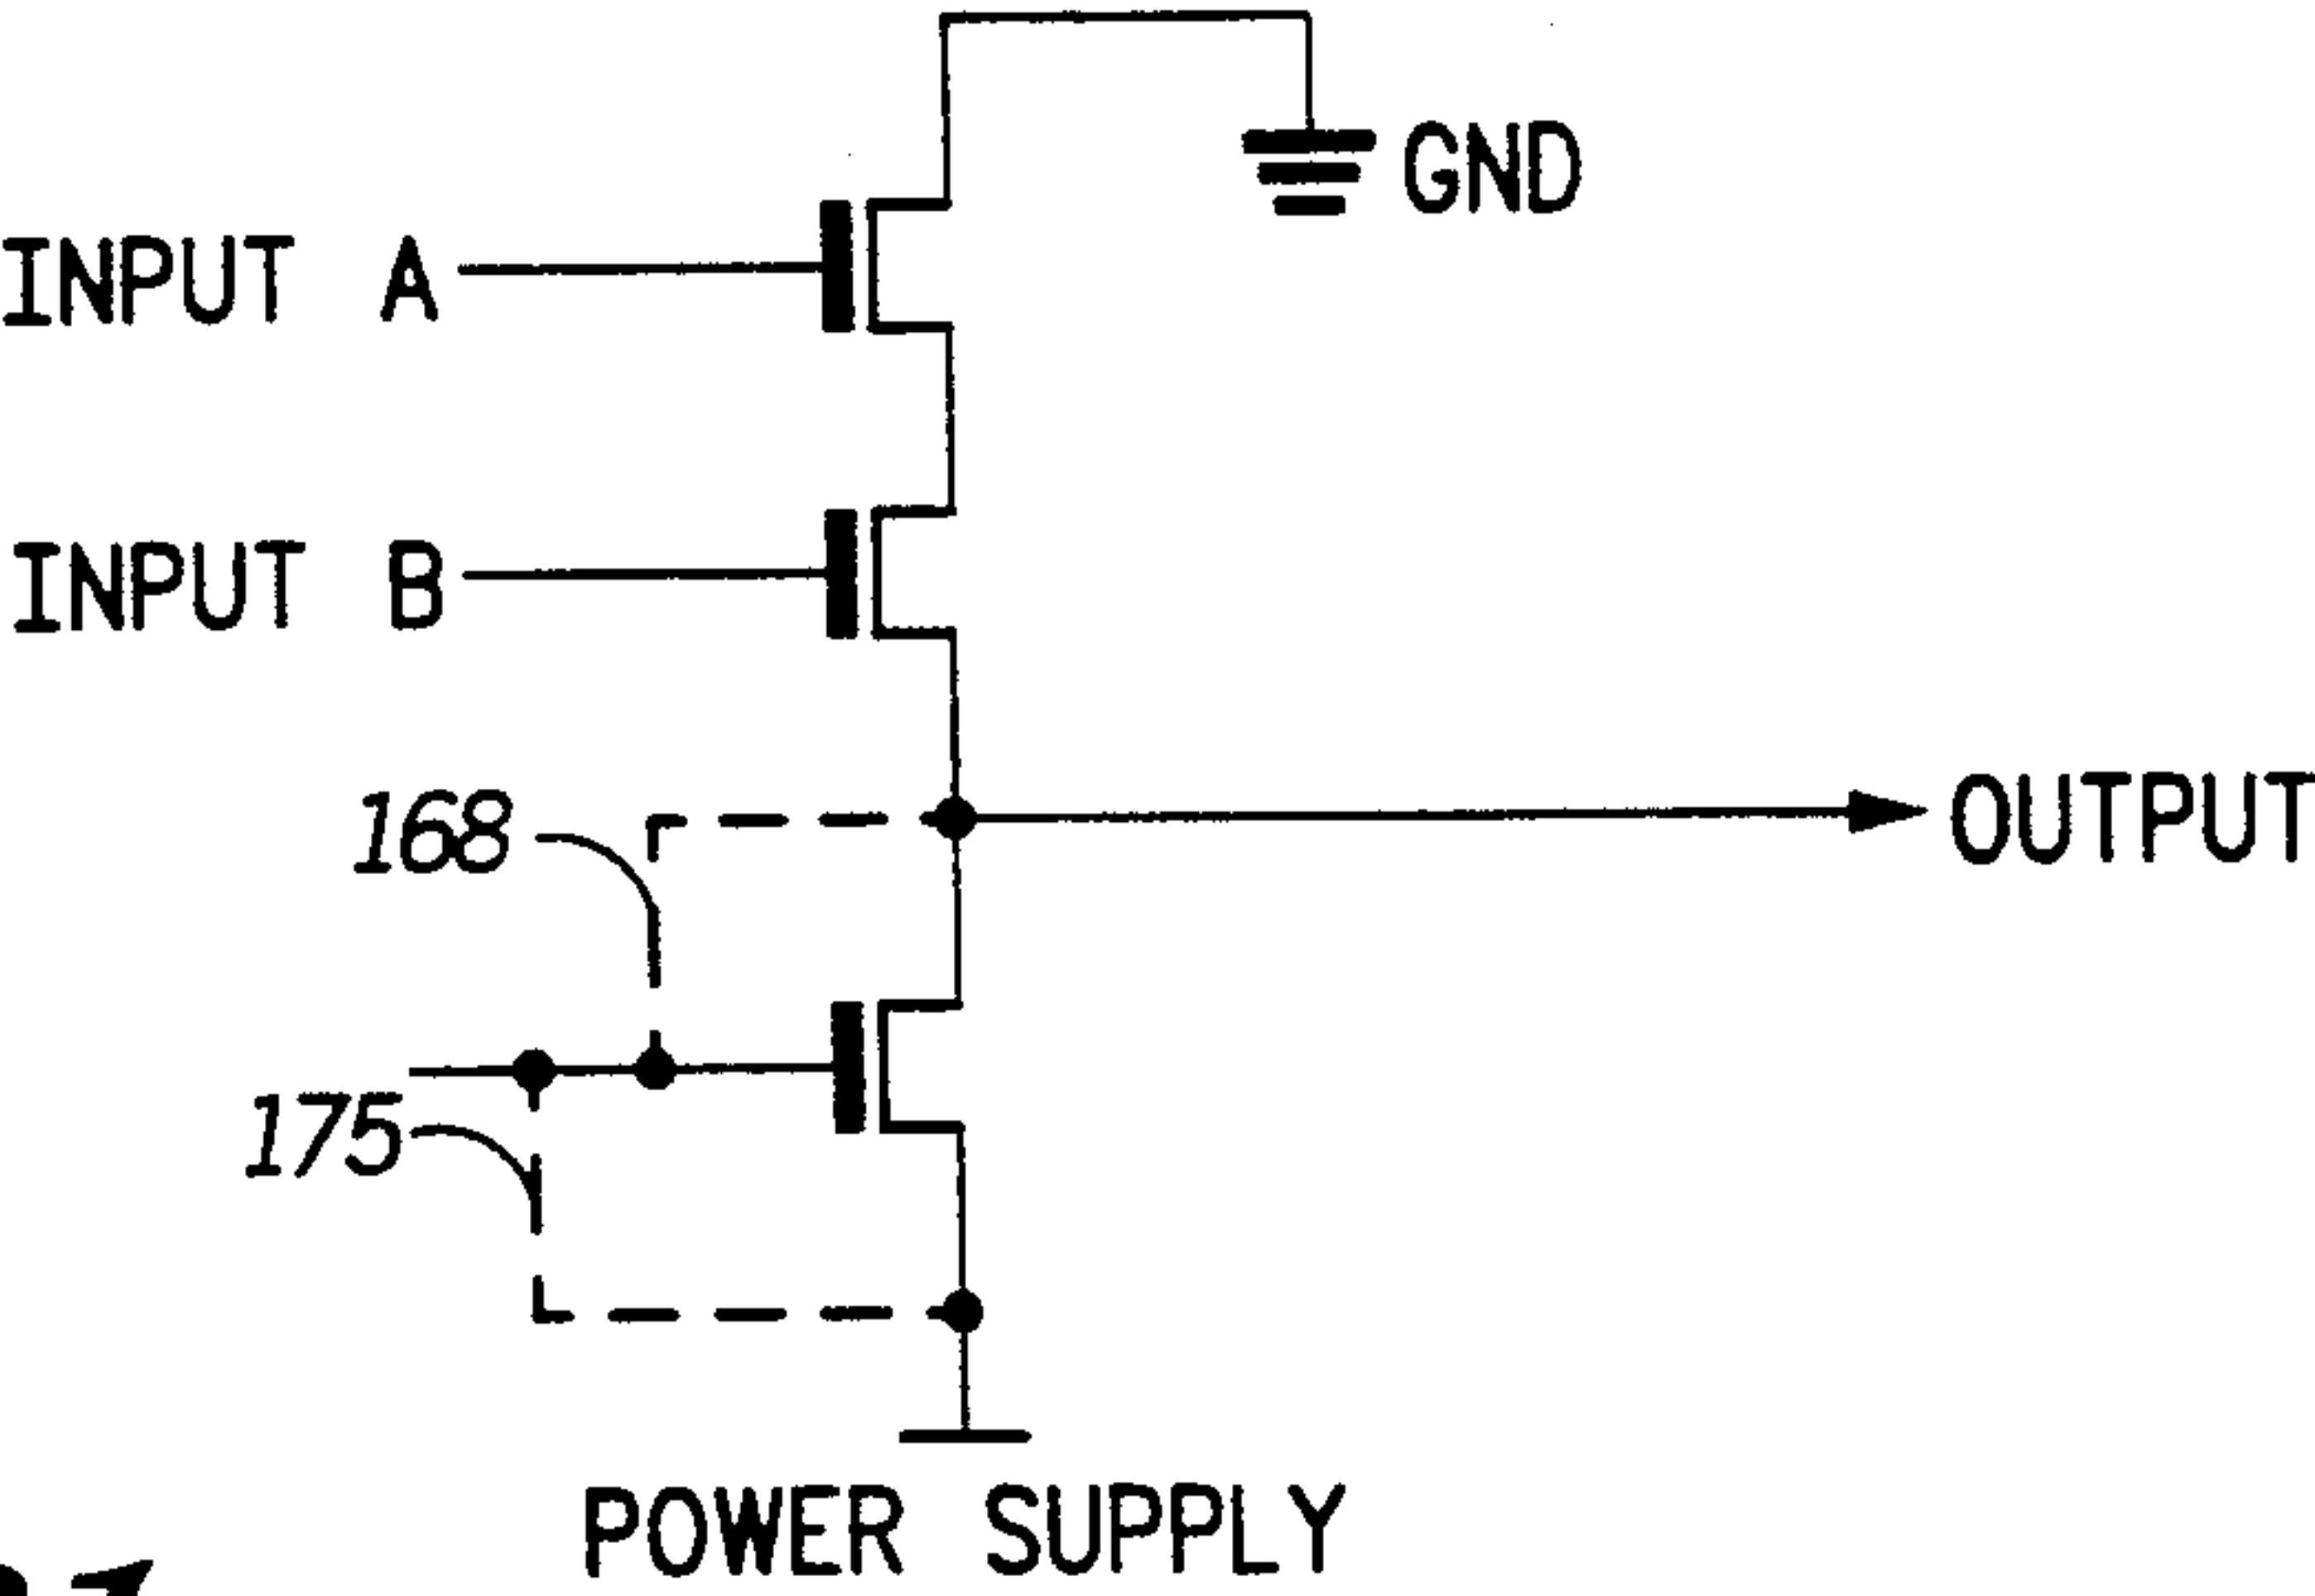 GND
INPUT A
INPUT B
168
OUTPUT
175
POWER SUPPLY